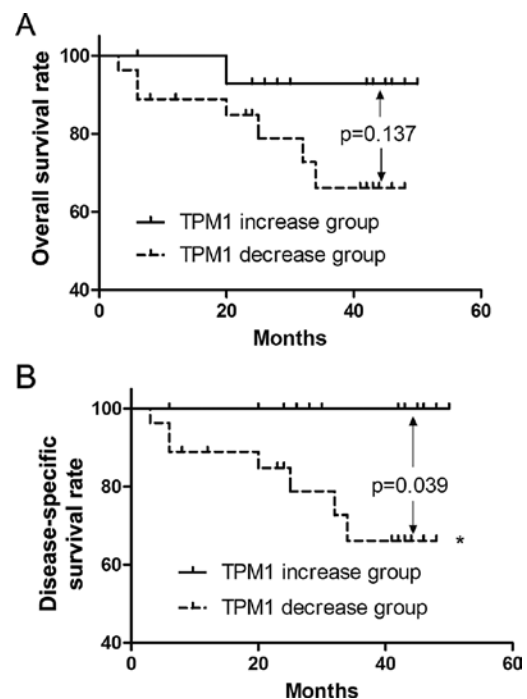 A
Overall survival rate
100
80
60
40
p=0.137
TPM1 increase group
TPM1 decrease group
0 20 40 60
Months
B
Disease-specific
survival rate
100
80
60
40
p=0.039
*
TPM1 increase group
TPM1 decrease group
0 20 40 60
Months